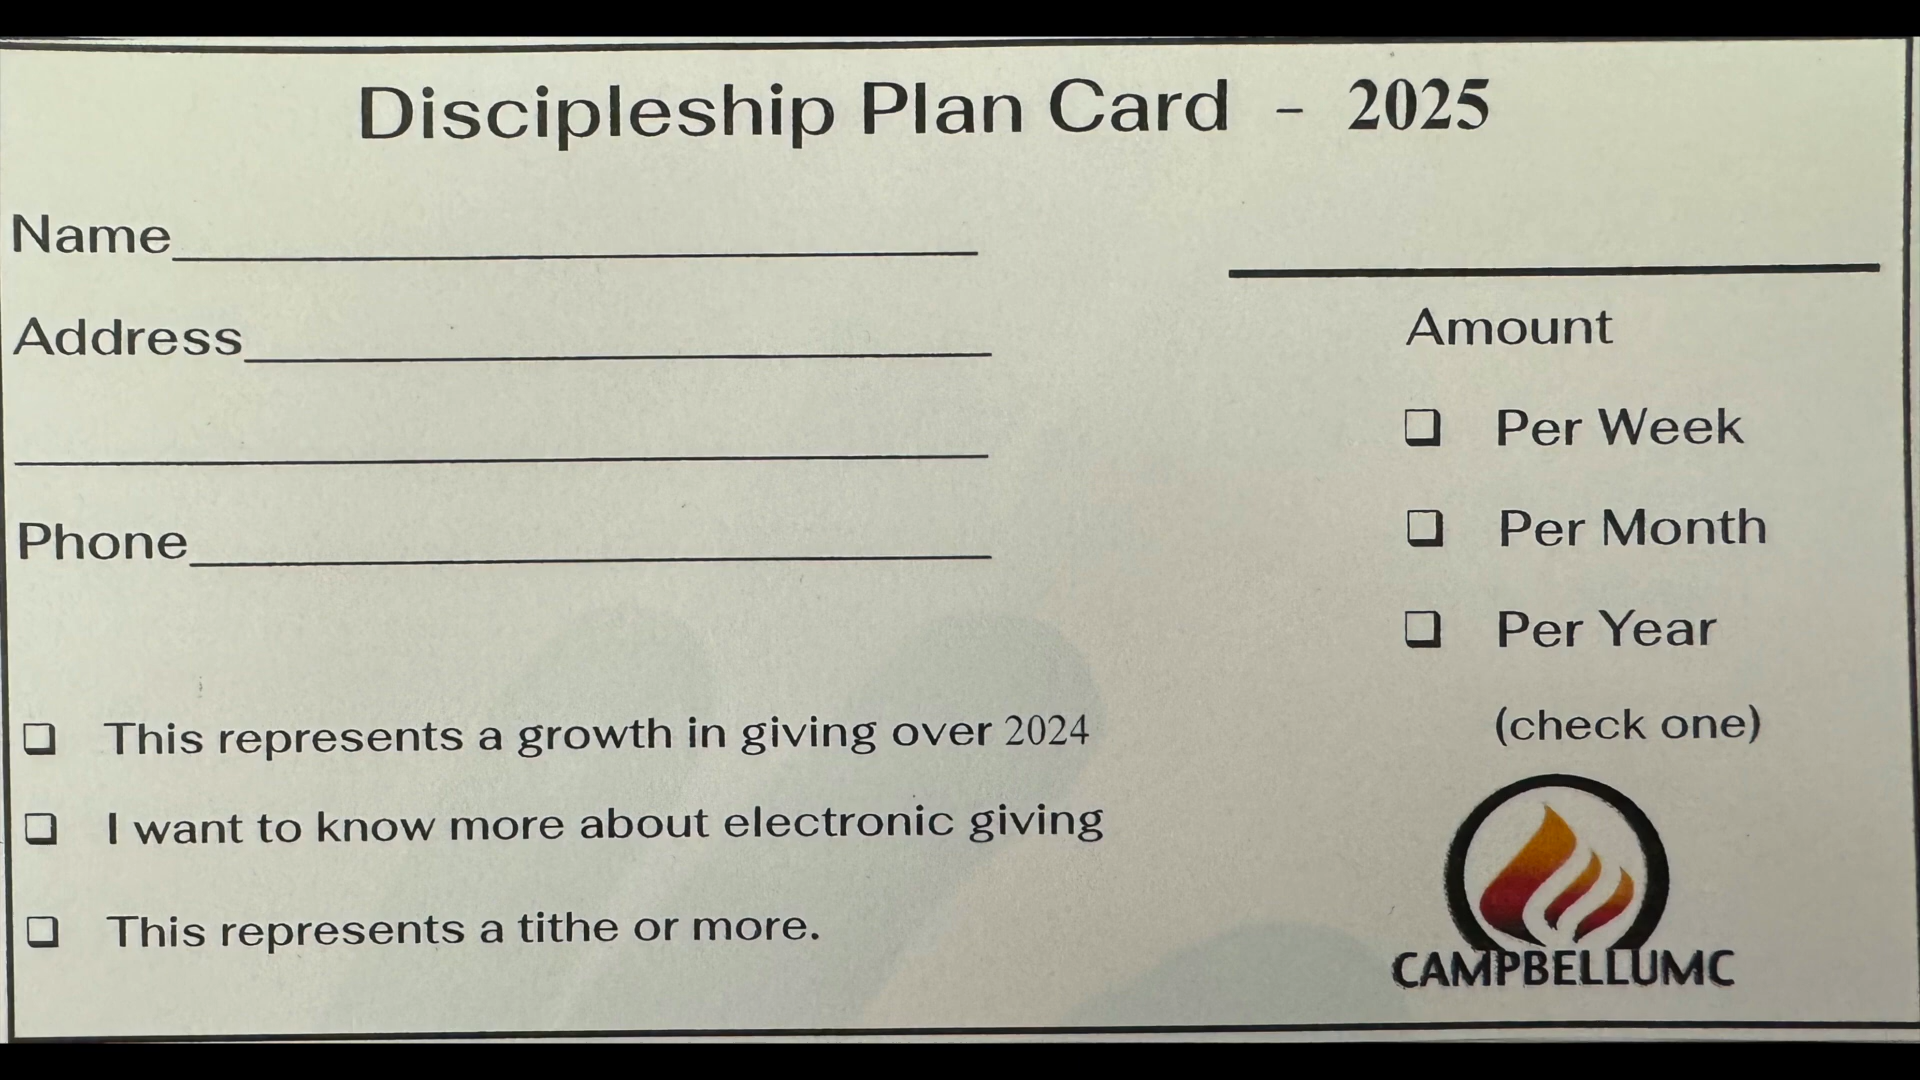 Discipleship Plan Card - 2025
Name
Address
Phone
This represents a growth in giving over 2024
I want to know more about electronic giving
This represents a tithe or more.
Amount
Per Week
Per Month
Per Year
(check one)
CAMPBELLUMC